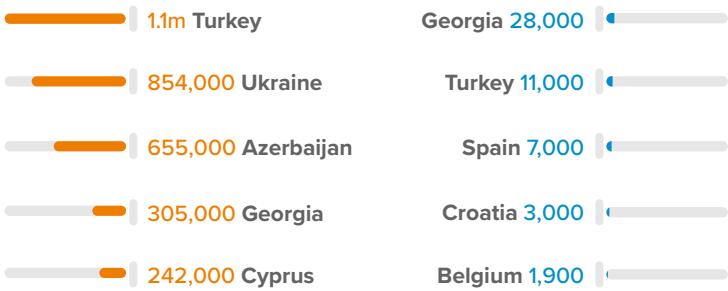 1.1m Turkey
854,000 Ukraine
655,000 Azerbaijan
305,000 Georgia
242,000 Cyprus
Georgia 28,000
Turkey 11,000
Spain 7,000
Croatia 3,000
Belgium 1,900